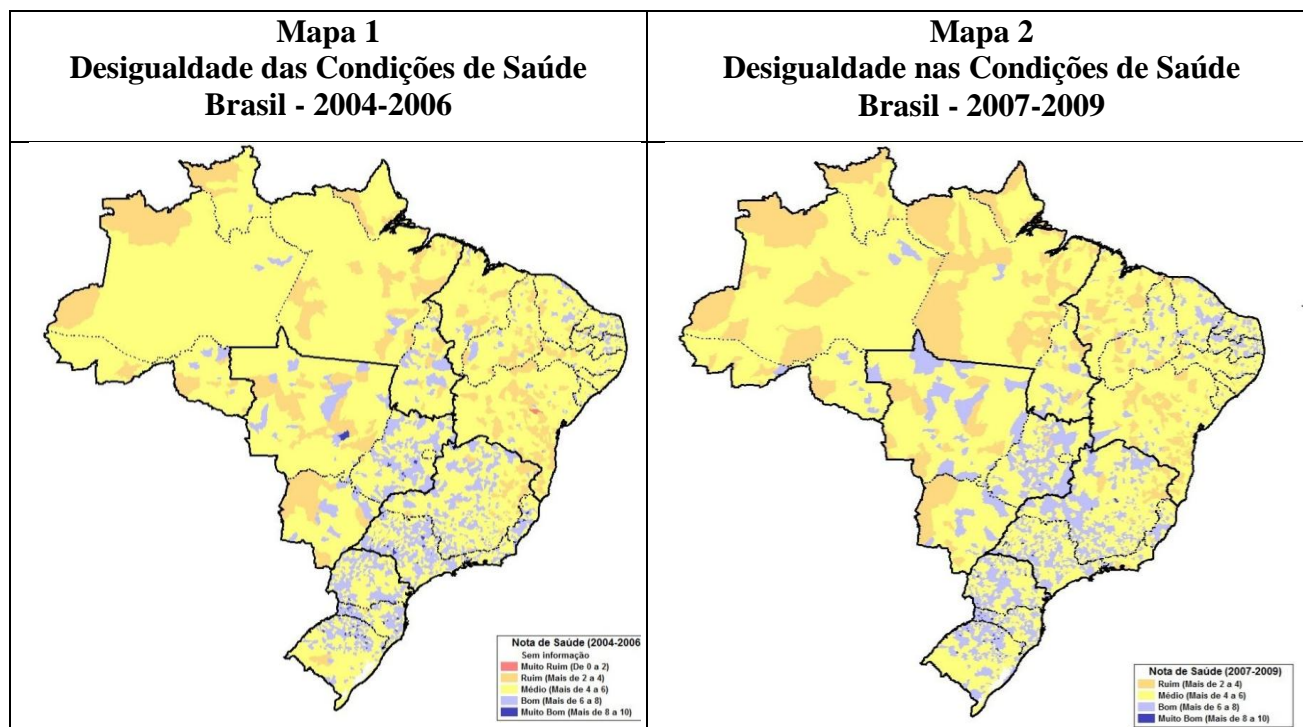 Mapa 1
Desigualdade das Condições de Saúde
Brasil - 2004-2006
Mapa 2
Desigualdade nas Condições de Saúde
Brasil - 2007-2009
Nota de Saúde (2004-2006
Sem informação
Muito Ruim (De 0 a 2)
Ruim (Mais de 2 a 4)
Médio (Mais de 4 a 6)
Bom (Mais de 6 a 8)
Muito Bom (Mais de 8 a 10)
Nota de Saúde (2007-2009)
Ruim (Mais de 2 a 4)
Médio (Mais de 4 a 6)
Bom (Mais de 6 a 8)
Muito Bom (Mais de 8 a 10)